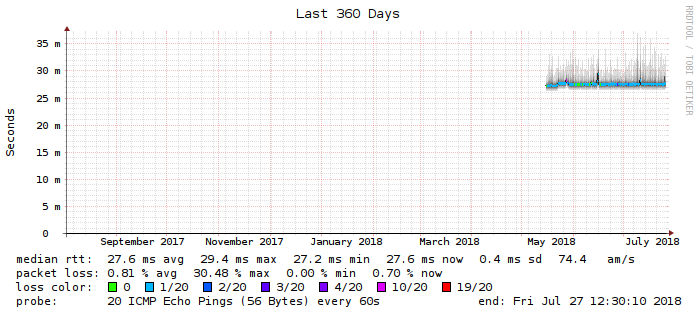 Last 360 Days
RRDTOOL / TOBI OETIKER
Seconds
35 m
30 m
25 m
20 m
15 m
10 m
5 m
0
September 2017 November 2017 January 2018 March 2018 May 2018 July 2018
median rtt: 27.6 ms avg 29.4 ms max 27.2 ms min 27.6 ms now 0.4 ms sd 74.4 am/s
packet loss: 0.81 % avg 30.48 % max 0.00 % min 0.70 % now
loss color: 0 1/20 2/20 3/20 4/20 10/20 19/20
probe: 20 ICMP Echo Pings (56 Bytes) every 60s end: Fri Jul 27 12:30:10 2018